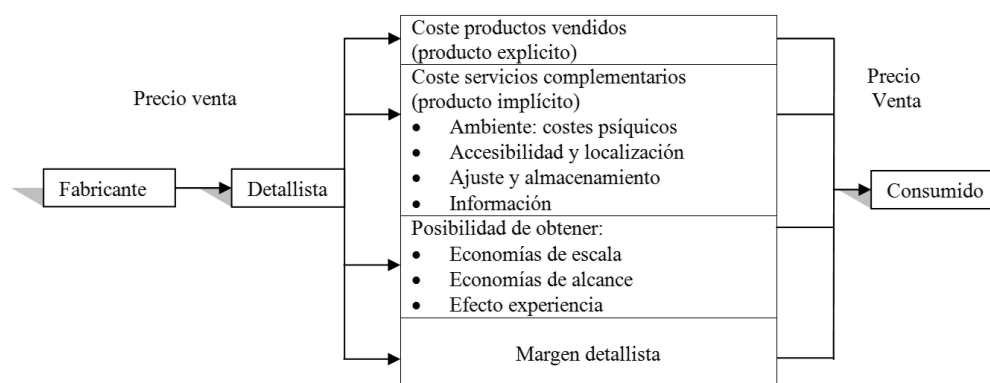 Coste productos vendidos
(producto explicito)
Coste servicios complementarios
(producto implícito)
• Ambiente: costes psíquicos
• Accesibilidad y localización
• Ajuste y almacenamiento
• Información
Posibilidad de obtener:
• Economías de escala
• Economías de alcance
• Efecto experiencia
Margen detallista
Precio venta
Fabricante
Detallista
Precio
Venta
Consumido